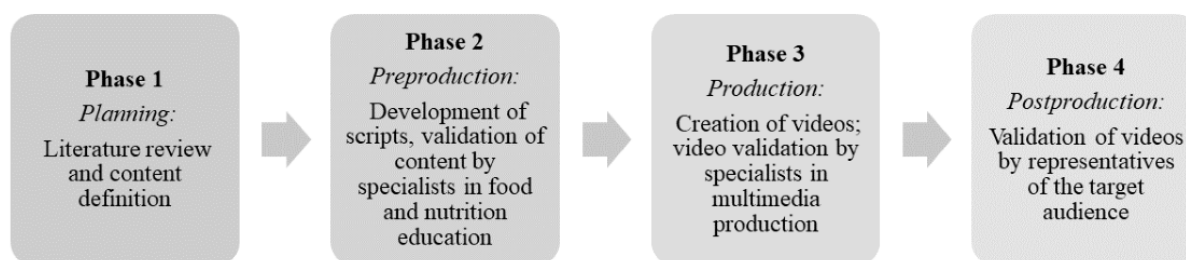 Phase 1
Planning:
Literature review
and content
definition
Phase 2
Preproduction:
Development of
scripts, validation of
content by
specialists in food
and nutrition
education
Phase 3
Production:
Creation of videos;
video validation by
specialists in
multimedia
production
Phase 4
Postproduction:
Validation of videos
by representatives
of the target
audience